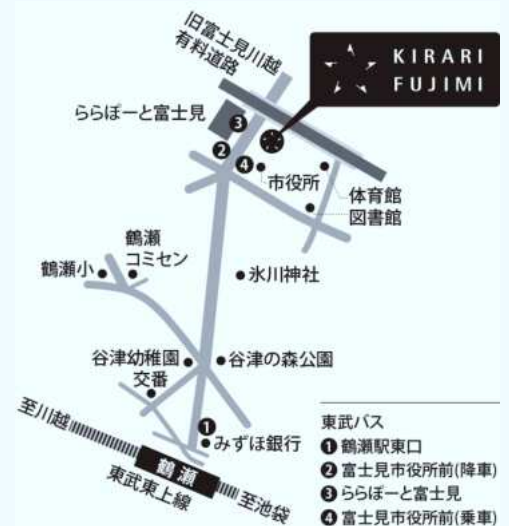 旧富士見川越
有料道路
KIRARI
FUJIMI
ららぽーと富士見
❸
❷
❹
市役所
体育館
図書館
鶴瀬
コミセン
鶴瀬小
氷川神社
谷津幼稚園
谷津の森公園
交番
❶
みずほ銀行
至川越
鶴瀬
東武東上線
至池袋
東武バス
❶ 鶴瀬駅東口
❷ 富士見市役所前(降車)
❸ ららぽーと富士見
❹ 富士見市役所前(乗車)